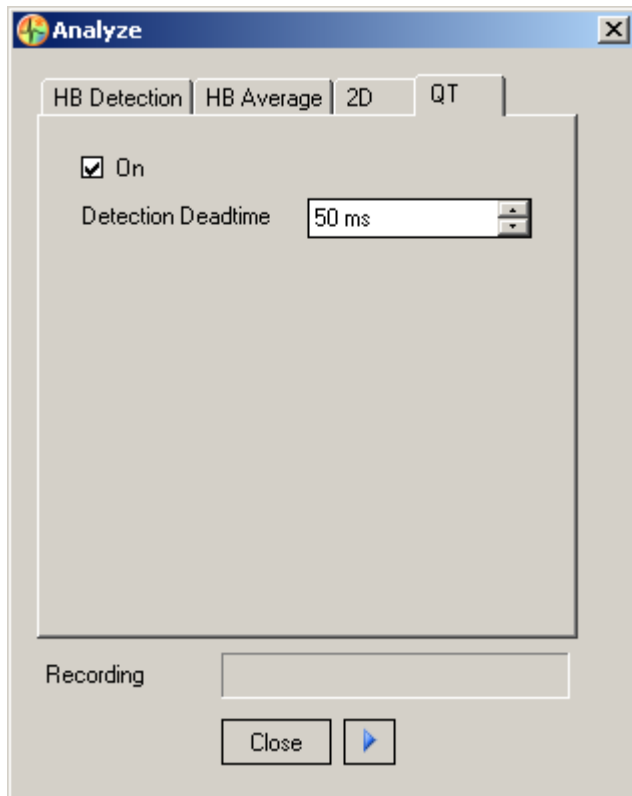 Analyze
HB Detection HB Average 2D QT
On
Detection Deadtime 50 ms
Recording
Close